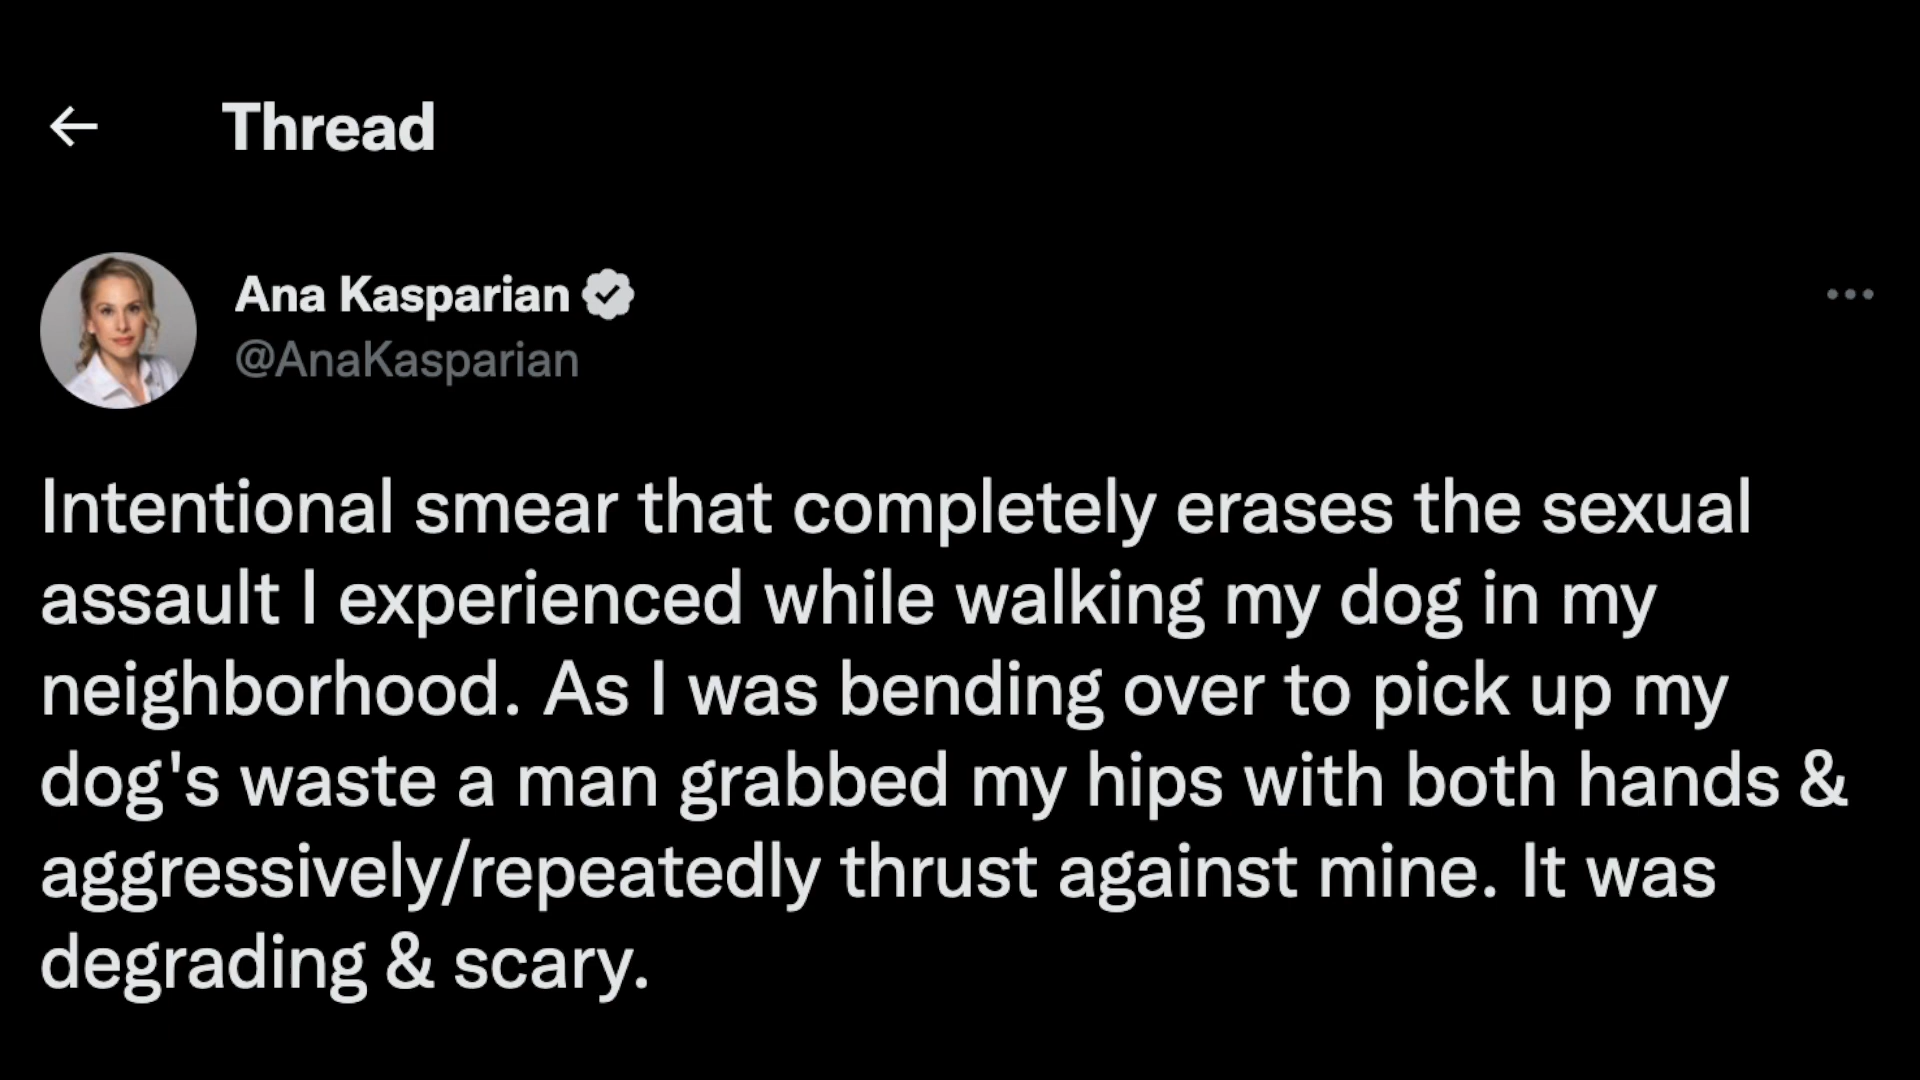 Thread
Ana Kasparian
@AnaKasparian
Intentional smear that completely erases the sexual
assault I experienced while walking my dog in my
neighborhood. As I was bending over to pick up my
dog's waste a man grabbed my hips with both hands &
aggressively/repeatedly thrust against mine. It was
degrading & scary.